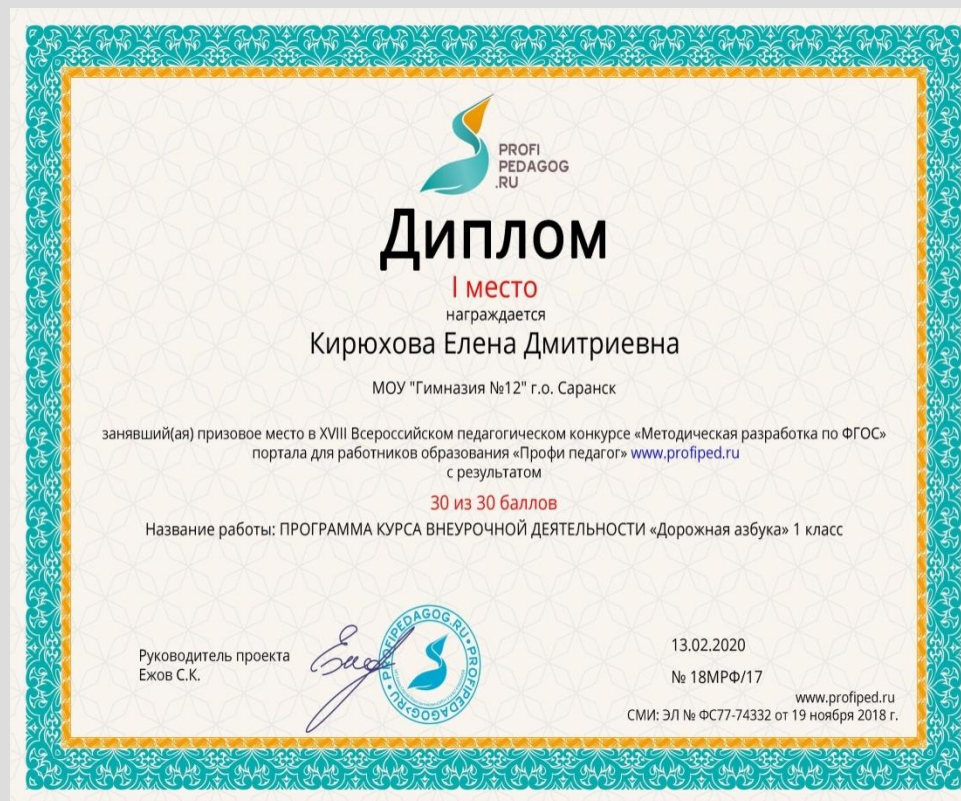 PROFI
PEDAGOG
.RU
Диплом
I место
награждается
Кирюхова Елена Дмитриевна
МОУ "Гимназия №12" г.о. Саранск
занявший(ая) призовое место в XVIII Всероссийском педагогическом конкурсе «Методическая разработка по ФГОС»
портала для работников образования «Профи педагог» www.profiped.ru
с результатом
30 из 30 баллов
Название работы: ПРОГРАММА КУРСА ВНЕУРОЧНОЙ ДЕЯТЕЛЬНОСТИ «Дорожная азбука» 1 класс
Руководитель проекта
Ежов С.К.
PROFIPEDAGOG.RU • PROFIPEDAGOG.RU •
13.02.2020
№ 18МРФ/17
www.profiped.ru
СМИ: ЭЛ № ФС77-74332 от 19 ноября 2018 г.